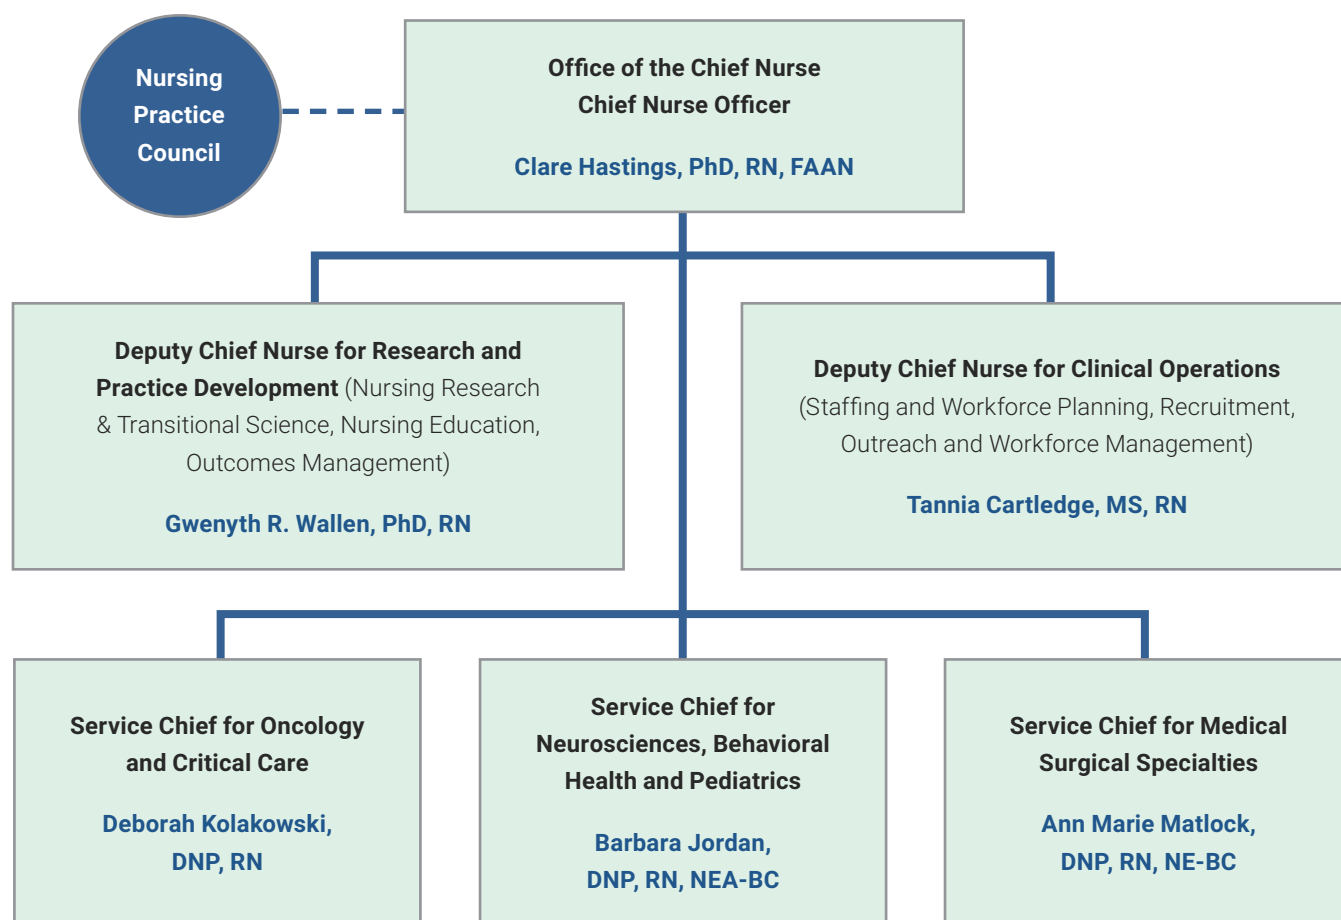 Nursing
Practice
Council
Office of the Chief Nurse
Chief Nurse Officer
Clare Hastings, PhD, RN, FAAN
Deputy Chief Nurse for Research and
Practice Development (Nursing Research
& Transitional Science, Nursing Education,
Outcomes Management)
Gwenyth R. Wallen, PhD, RN
Deputy Chief Nurse for Clinical Operations
(Staffing and Workforce Planning, Recruitment,
Outreach and Workforce Management)
Tannia Cartledge, MS, RN
Service Chief for Oncology
and Critical Care
Deborah Kolakowski,
DNP, RN
Service Chief for
Neurosciences, Behavioral
Health and Pediatrics
Barbara Jordan,
DNP, RN, NEA-BC
Service Chief for Medical
Surgical Specialties
Ann Marie Matlock,
DNP, RN, NE-BC